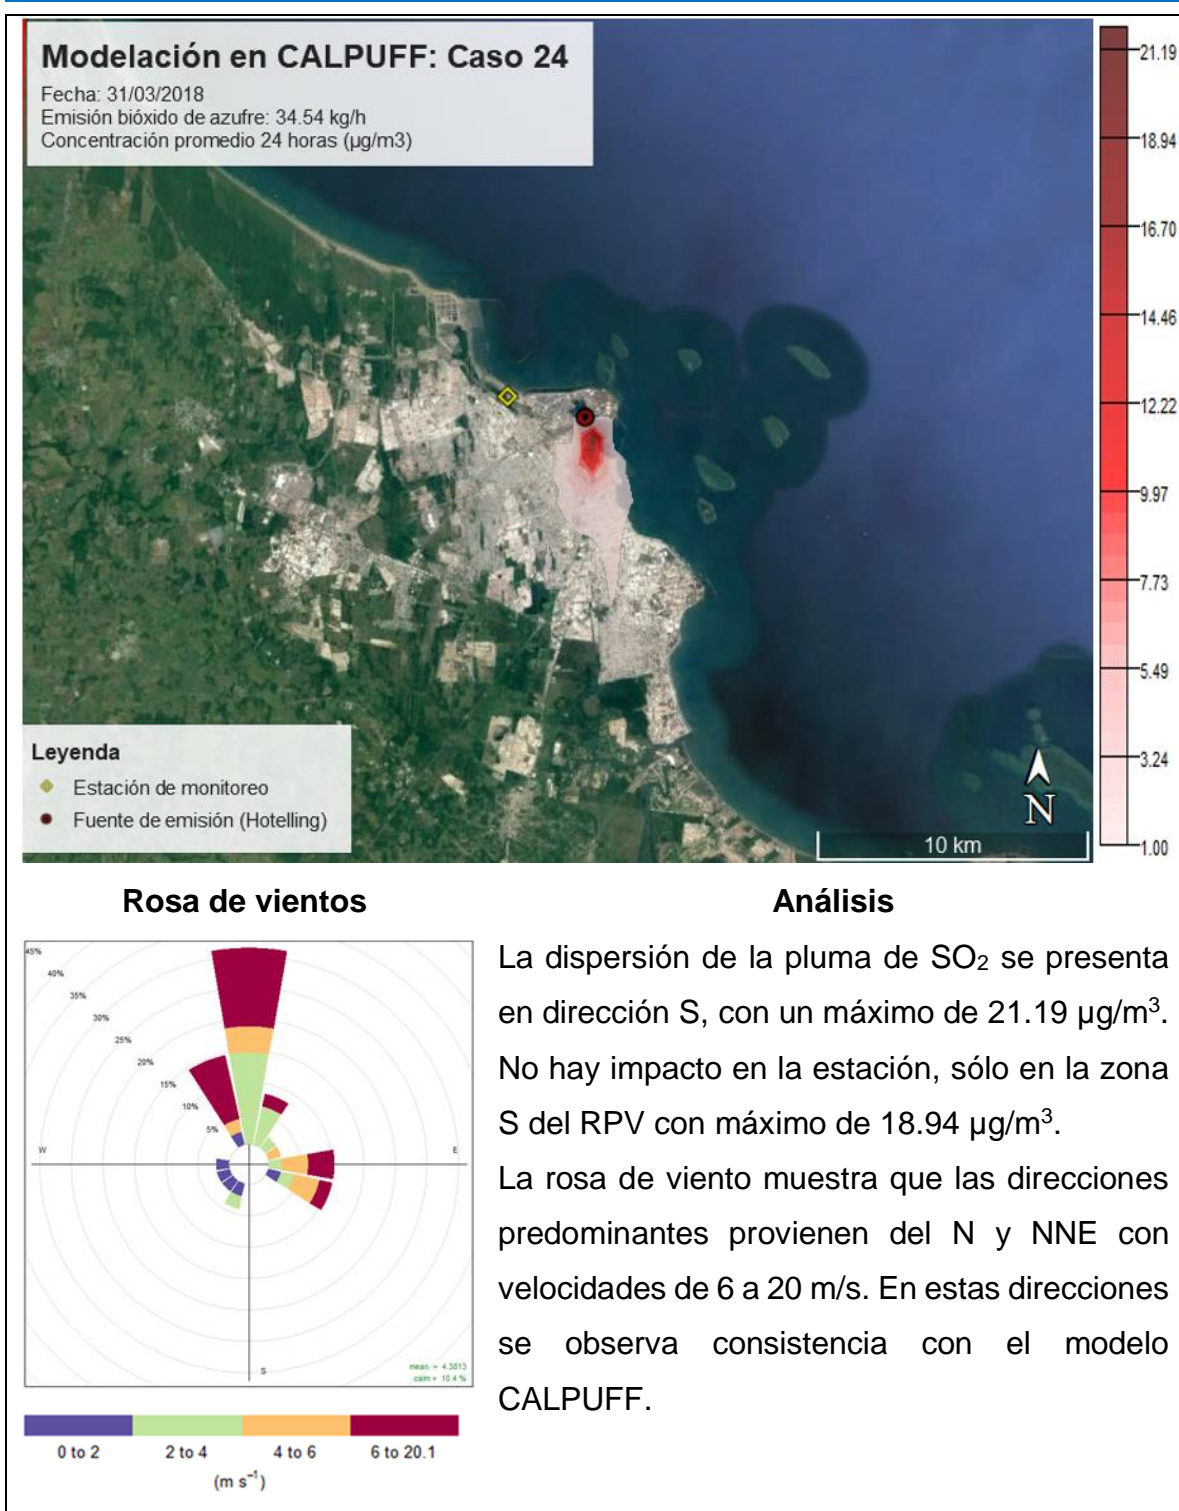 Modelación en CALPUFF: Caso 24
Fecha: 31/03/2018
Emisión bióxido de azufre: 34.54 kg/h
Concentración promedio 24 horas (µg/m3)
21.19
18.94
16.70
14.46
12.22
9.97
7.73
5.49
3.24
1.00
Leyenda
Estación de monitoreo
Fuente de emisión (Hotelling)
N
10 km
Rosa de vientos
45%
40%
35%
30%
25%
20%
15%
10%
5%
W
E
S
mean = 4.3813
calm = 10.4 %
0 to 2
2 to 4
4 to 6
6 to 20.1
(m s⁻¹)
Análisis
La dispersión de la pluma de SO₂ se presenta
en dirección S, con un máximo de 21.19 µg/m³.
No hay impacto en la estación, sólo en la zona
S del RPV con máximo de 18.94 µg/m³.
La rosa de viento muestra que las direcciones
predominantes provienen del N y NNE con
velocidades de 6 a 20 m/s. En estas direcciones
se observa consistencia con el modelo
CALPUFF.